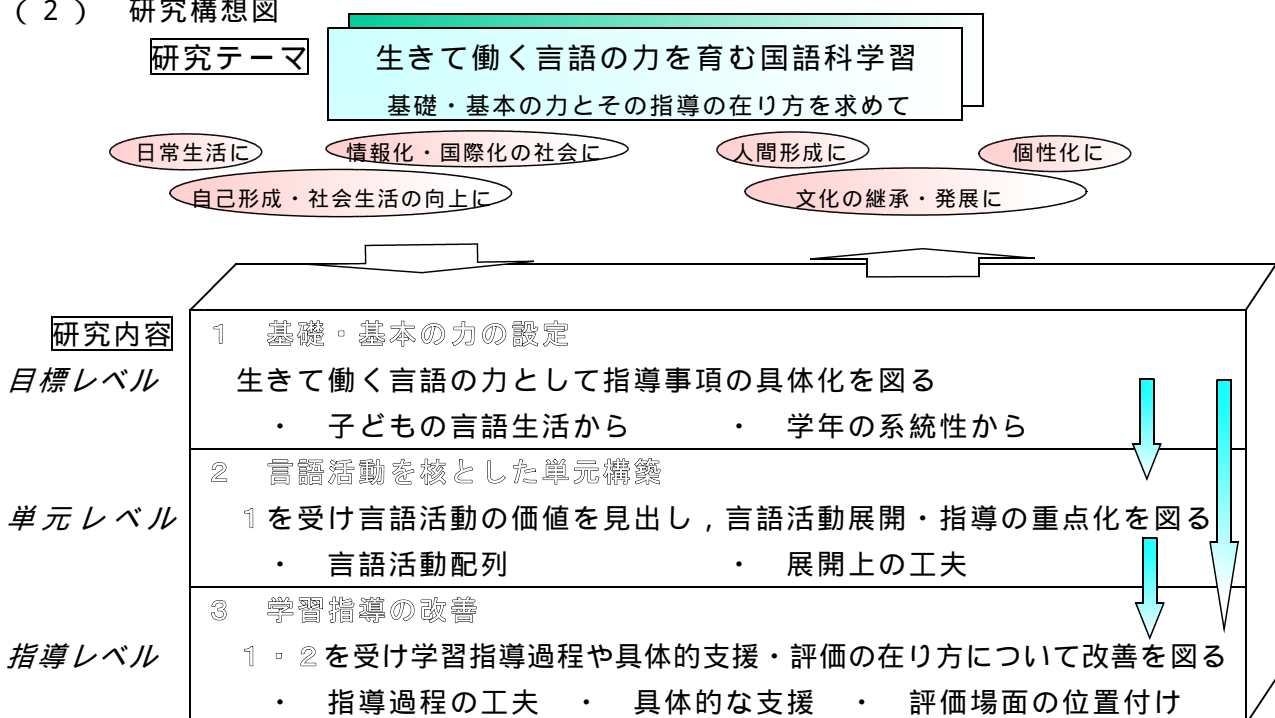 (2) 研究構想図
研究テーマ
生きて働く言語の力を育む国語科学習
基礎・基本の力とその指導の在り方を求めて
日常生活に 情報化・国際化の社会に 人間形成に 個性化に
自己形成・社会生活の向上に 文化の継承・発展に
研究内容 1 基礎・基本の力の設定
目標レベル 生きて働く言語の力として指導事項の具体化を図る
・ 子どもの言語生活から ・ 学年の系統性から
2 言語活動を核とした単元構築
単元レベル 1を受け言語活動の価値を見出し,言語活動展開・指導の重点化を図る
・ 言語活動配列 ・ 展開上の工夫
3 学習指導の改善
指導レベル 1・2を受け学習指導過程や具体的支援・評価の在り方について改善を図る
・ 指導過程の工夫 ・ 具体的な支援 ・ 評価場面の位置付け